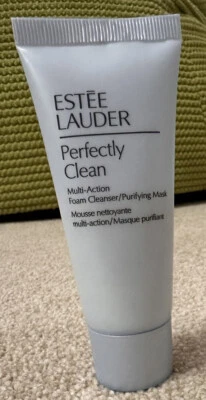 ESTĒE
LAUDER
Perfectly
Clean
Multi-Action
Foam Cleanser/Purifying Mask
Mousse nettoyante
multi-action/Masque purifiant